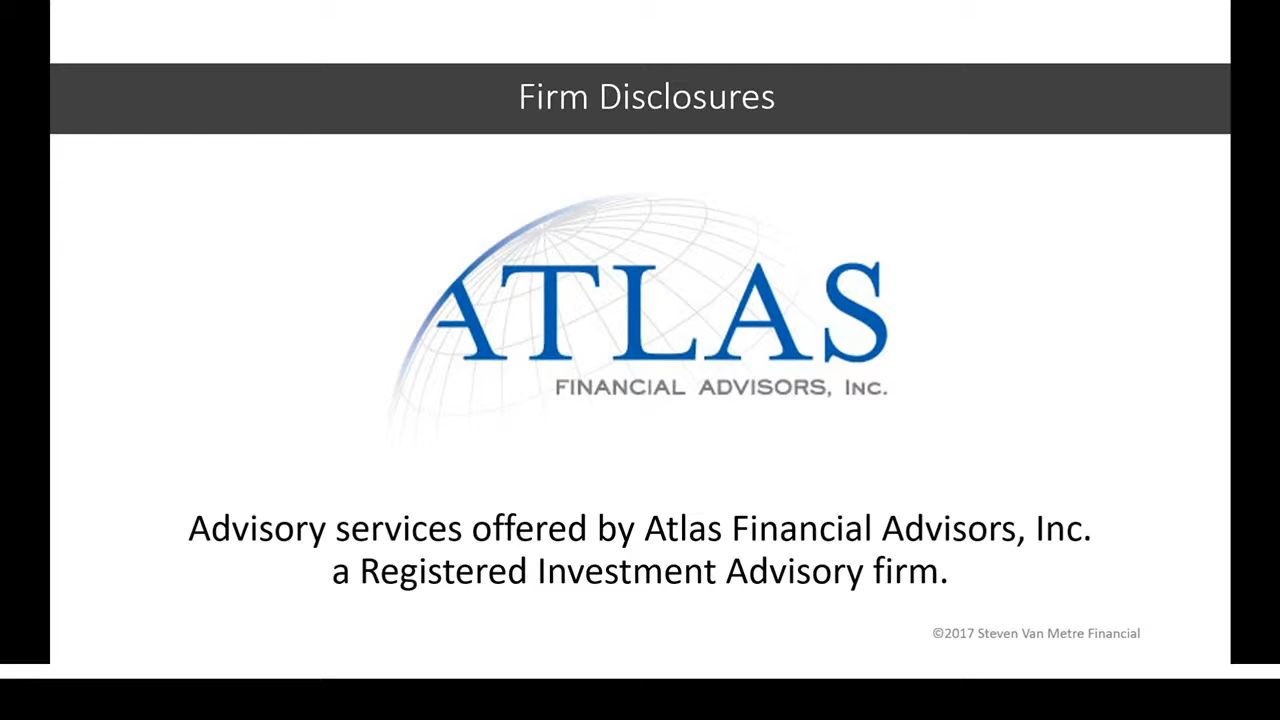 Firm Disclosures
ATLAS
FINANCIAL ADVISORS, INC.
Advisory services offered by Atlas Financial Advisors, Inc.
a Registered Investment Advisory firm.
©2017 Steven Van Metre Financial